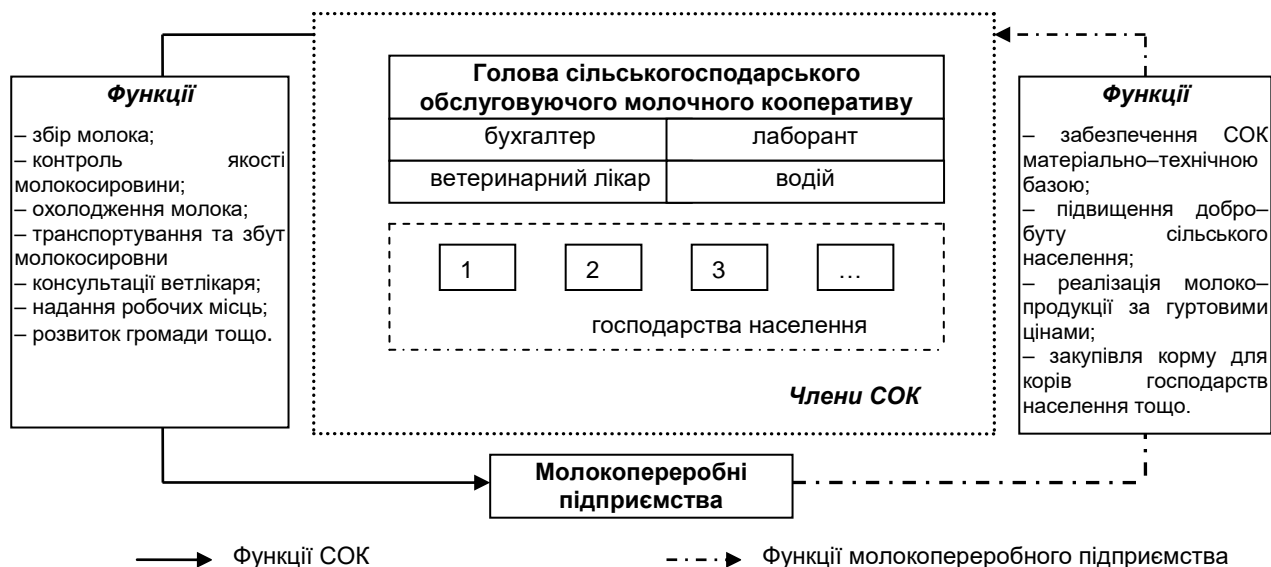 Функції
– збір молока;
– контроль якості
молокосировини;
– охолодження молока;
– транспортування та збут
молокосировни
– консультації ветлікаря;
– надання робочих місць;
– розвиток громади тощо.
Голова сільськогосподарського
обслуговуючого молочного кооперативу
бухгалтер лаборант
ветеринарний лікар водій
1 2 3 ...
господарства населення
Члени СОК
Функції
– забезпечення СОК
матеріально–технічною
базою;
– підвищення добро–
буту сільського
населення;
– реалізація молоко–
продукції за гуртовими
цінами;
– закупівля корму для
корів господарств
населення тощо.
Молокопереробні
підприємства
Функції СОК
Функції молокопереробного підприємства